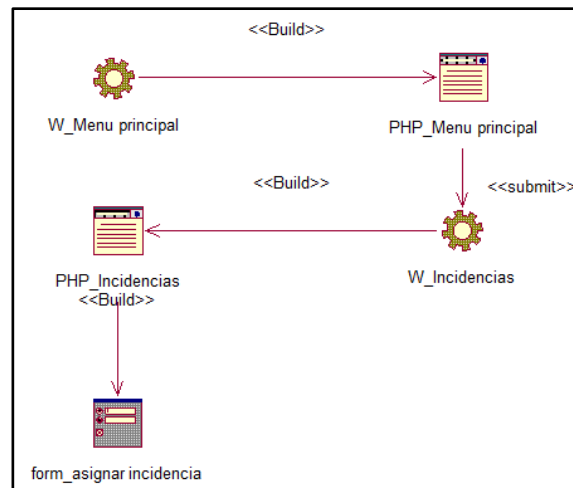 <<Build>>
W_Menu principal
PHP_Menu principal
<<Build>>
<<submit>>
PHP_Incidencias
W_Incidencias
<<Build>>
form_asignar incidencia